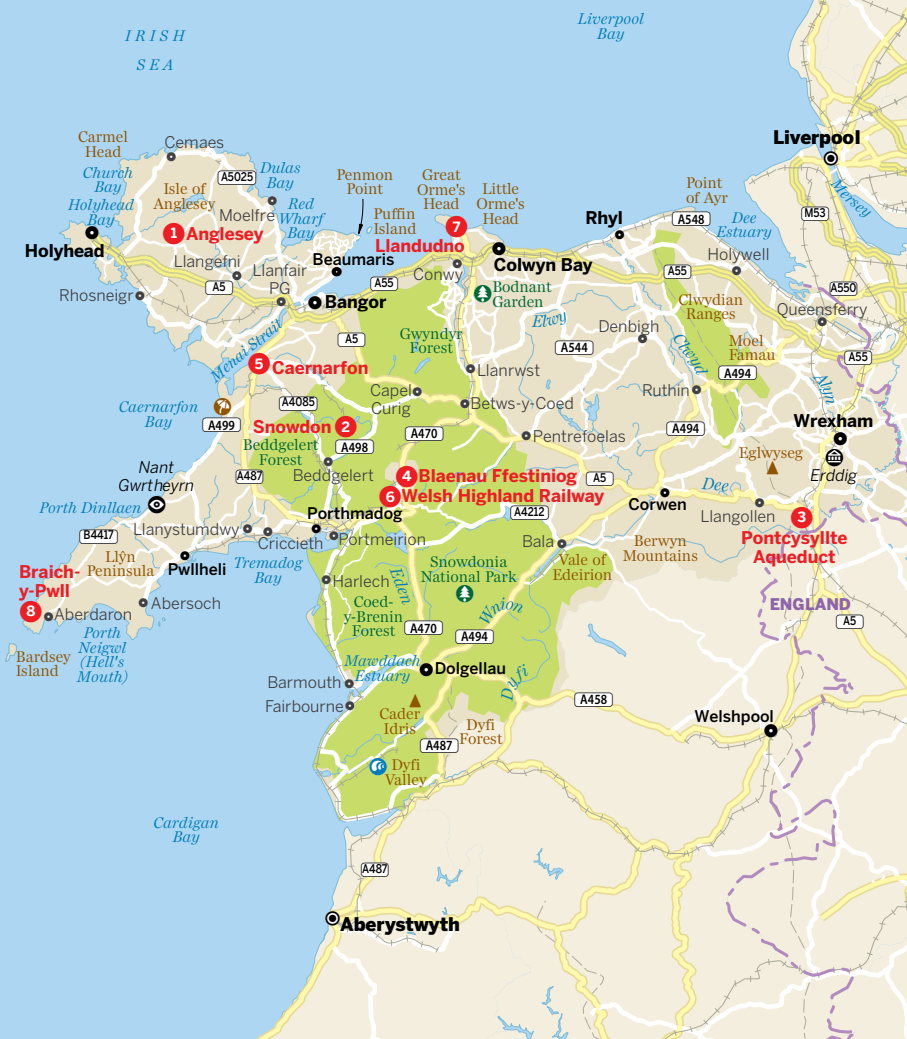 Liverpool
Bay
IRISH
SEA
Carmel
Head
Cemaes
Liverpool
Church
Bay
A5025
Dulas
Bay
Penmon
Point
Great
Orme's
Head
Little
Orme's
Head
Point
of Ayr
Mersey
Isle of
Anglesey
Holyhead
Bay
Moelfre
Red
Wharf
Bay
Puffin
Island
7
Rhyl
A548
Dee
Estuary
M53
1 Anglesey
Llandudno
Holyhead
Llangefni
Beaumaris
Colwyn Bay
Holywell
Conwy
Llanfair
PG
A5
A55
A55
A550
Rhosneigr
Bangor
Bodnant
Garden
Clwydian
Ranges
Queensferry
Elwy
Denbigh
Menai Strait
A5
Gwydyr
Forest
A544
Clwyd
Moel
Famau
A55
5 Caernarfon
Llanrwst
A494
Alun
Capel
Curig
Ruthin
Caernarfon
Bay
A4085
Betws-y-Coed
A499
Snowdon 2
A470
Pentrefoelas
A494
Wrexham
A498
Beddgelert
Forest
Eglwyseg
Erddig
Nant
Gwrtheyrn
A487
Beddgelert
4 Blaenau Ffestiniog
A5
Dee
6 Welsh Highland Railway
Corwen
Porth Dinllaen
Porthmadog
A4212
Llangollen
3
Llanystumdwy
Pontcysyllte
Aqueduct
B4417
Criccieth
Portmeirion
Bala
Berwyn
Mountains
Llŷn
Peninsula
Pwllheli
Tremadog
Bay
Snowdonia
National Park
Vale of
Edeirion
Braich-
y-Pwll
Harlech
Eden
8
Aberdaron
Abersoch
Coed-
y-Brenin
Forest
Wnion
ENGLAND
A5
Porth
Neigwl
(Hell's
Mouth)
A470
A494
Bardsey
Island
Mawddach
Estuary
Dolgellau
Barmouth
Dyfi
A458
Fairbourne
Cader
Idris
Welshpool
Dyfi
Forest
A487
Dyfi
Valley
Cardigan
Bay
A487
Aberystwyth